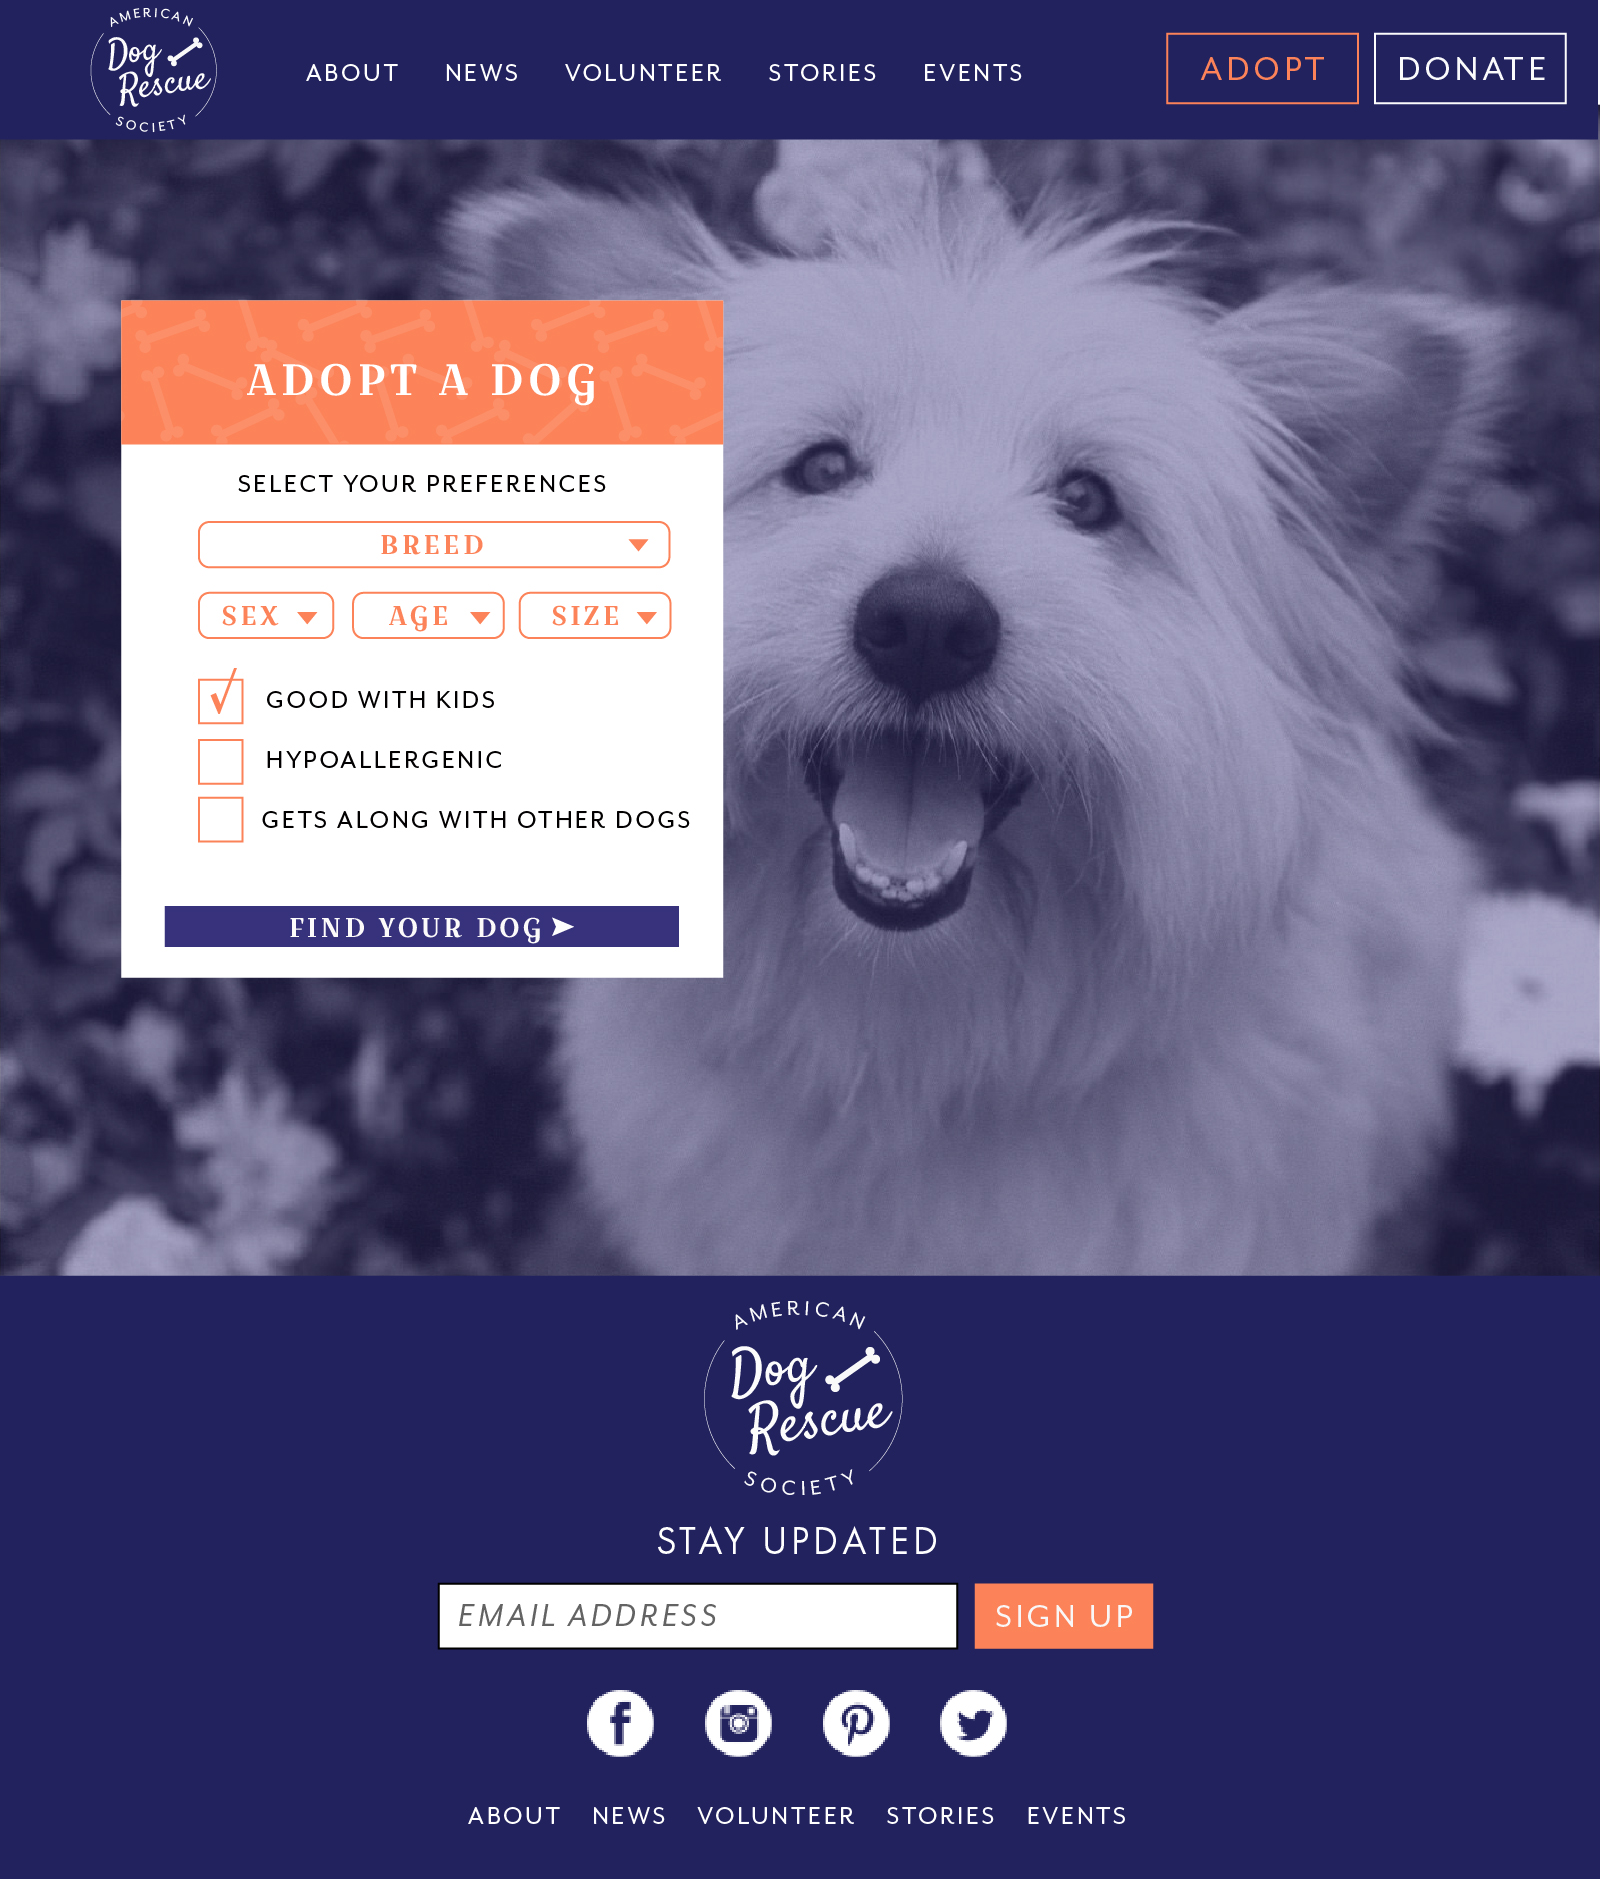 AMERICAN
Dog
Rescue
SOCIETY
ABOUT NEWS VOLUNTEER STORIES EVENTS
ADOPT DONATE
ADOPT A DOG
SELECT YOUR PREFERENCES
BREED
SEX AGE SIZE
GOOD WITH KIDS
HYPOALLERGENIC
GETS ALONG WITH OTHER DOGS
FIND YOUR DOG
AMERICAN
Dog
Rescue
SOCIETY
STAY UPDATED
EMAIL ADDRESS SIGN UP
ABOUT NEWS VOLUNTEER STORIES EVENTS